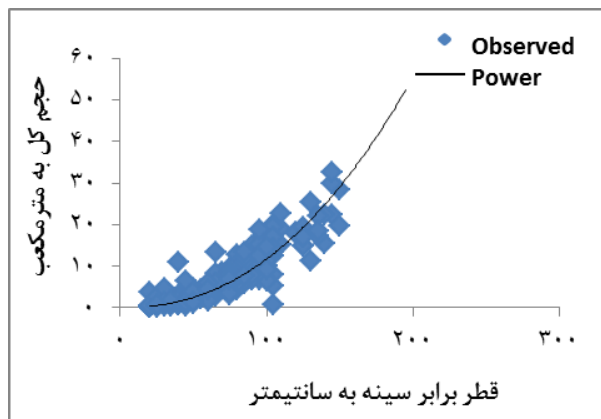 Observed
Power
۶۰
۵۰
۴۰
۳۰
۲۰
۱۰
۰
حجم کل به مترمکعب
۰ ۱۰۰ ۲۰۰ ۳۰۰
قطر برابر سینه به سانتیمتر